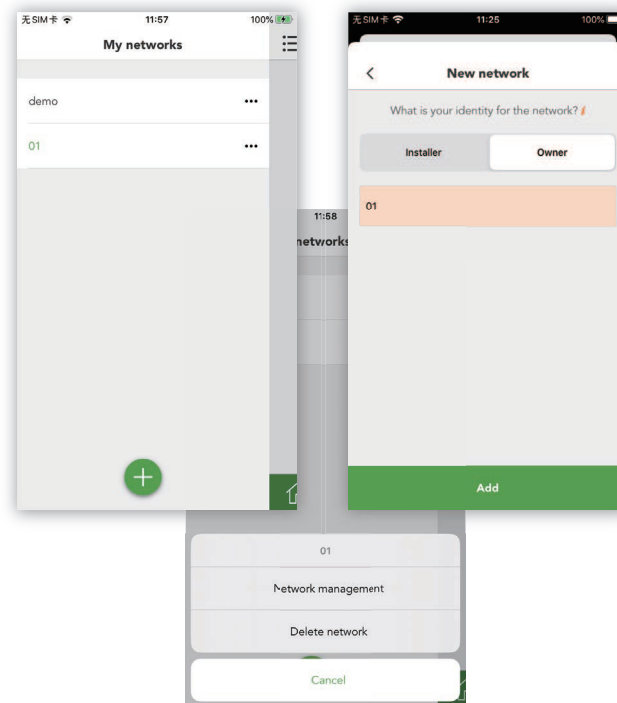 无SIM卡 11:57 100%
My networks
demo
01
无SIM卡 11:25 100%
New network
What is your identity for the network? i
Installer Owner
01
Add
11:58
networks
01
Network management
Delete network
Cancel